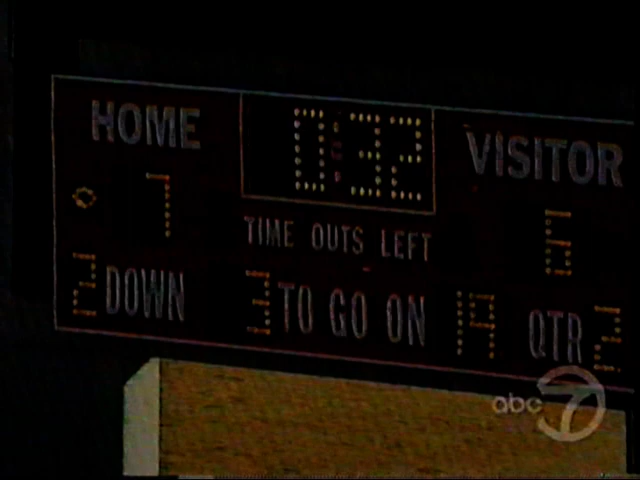 HOME 0:32 VISITOR
7 6
TIME OUTS LEFT
2 DOWN 3 TO GO ON QTR 2
abc 7